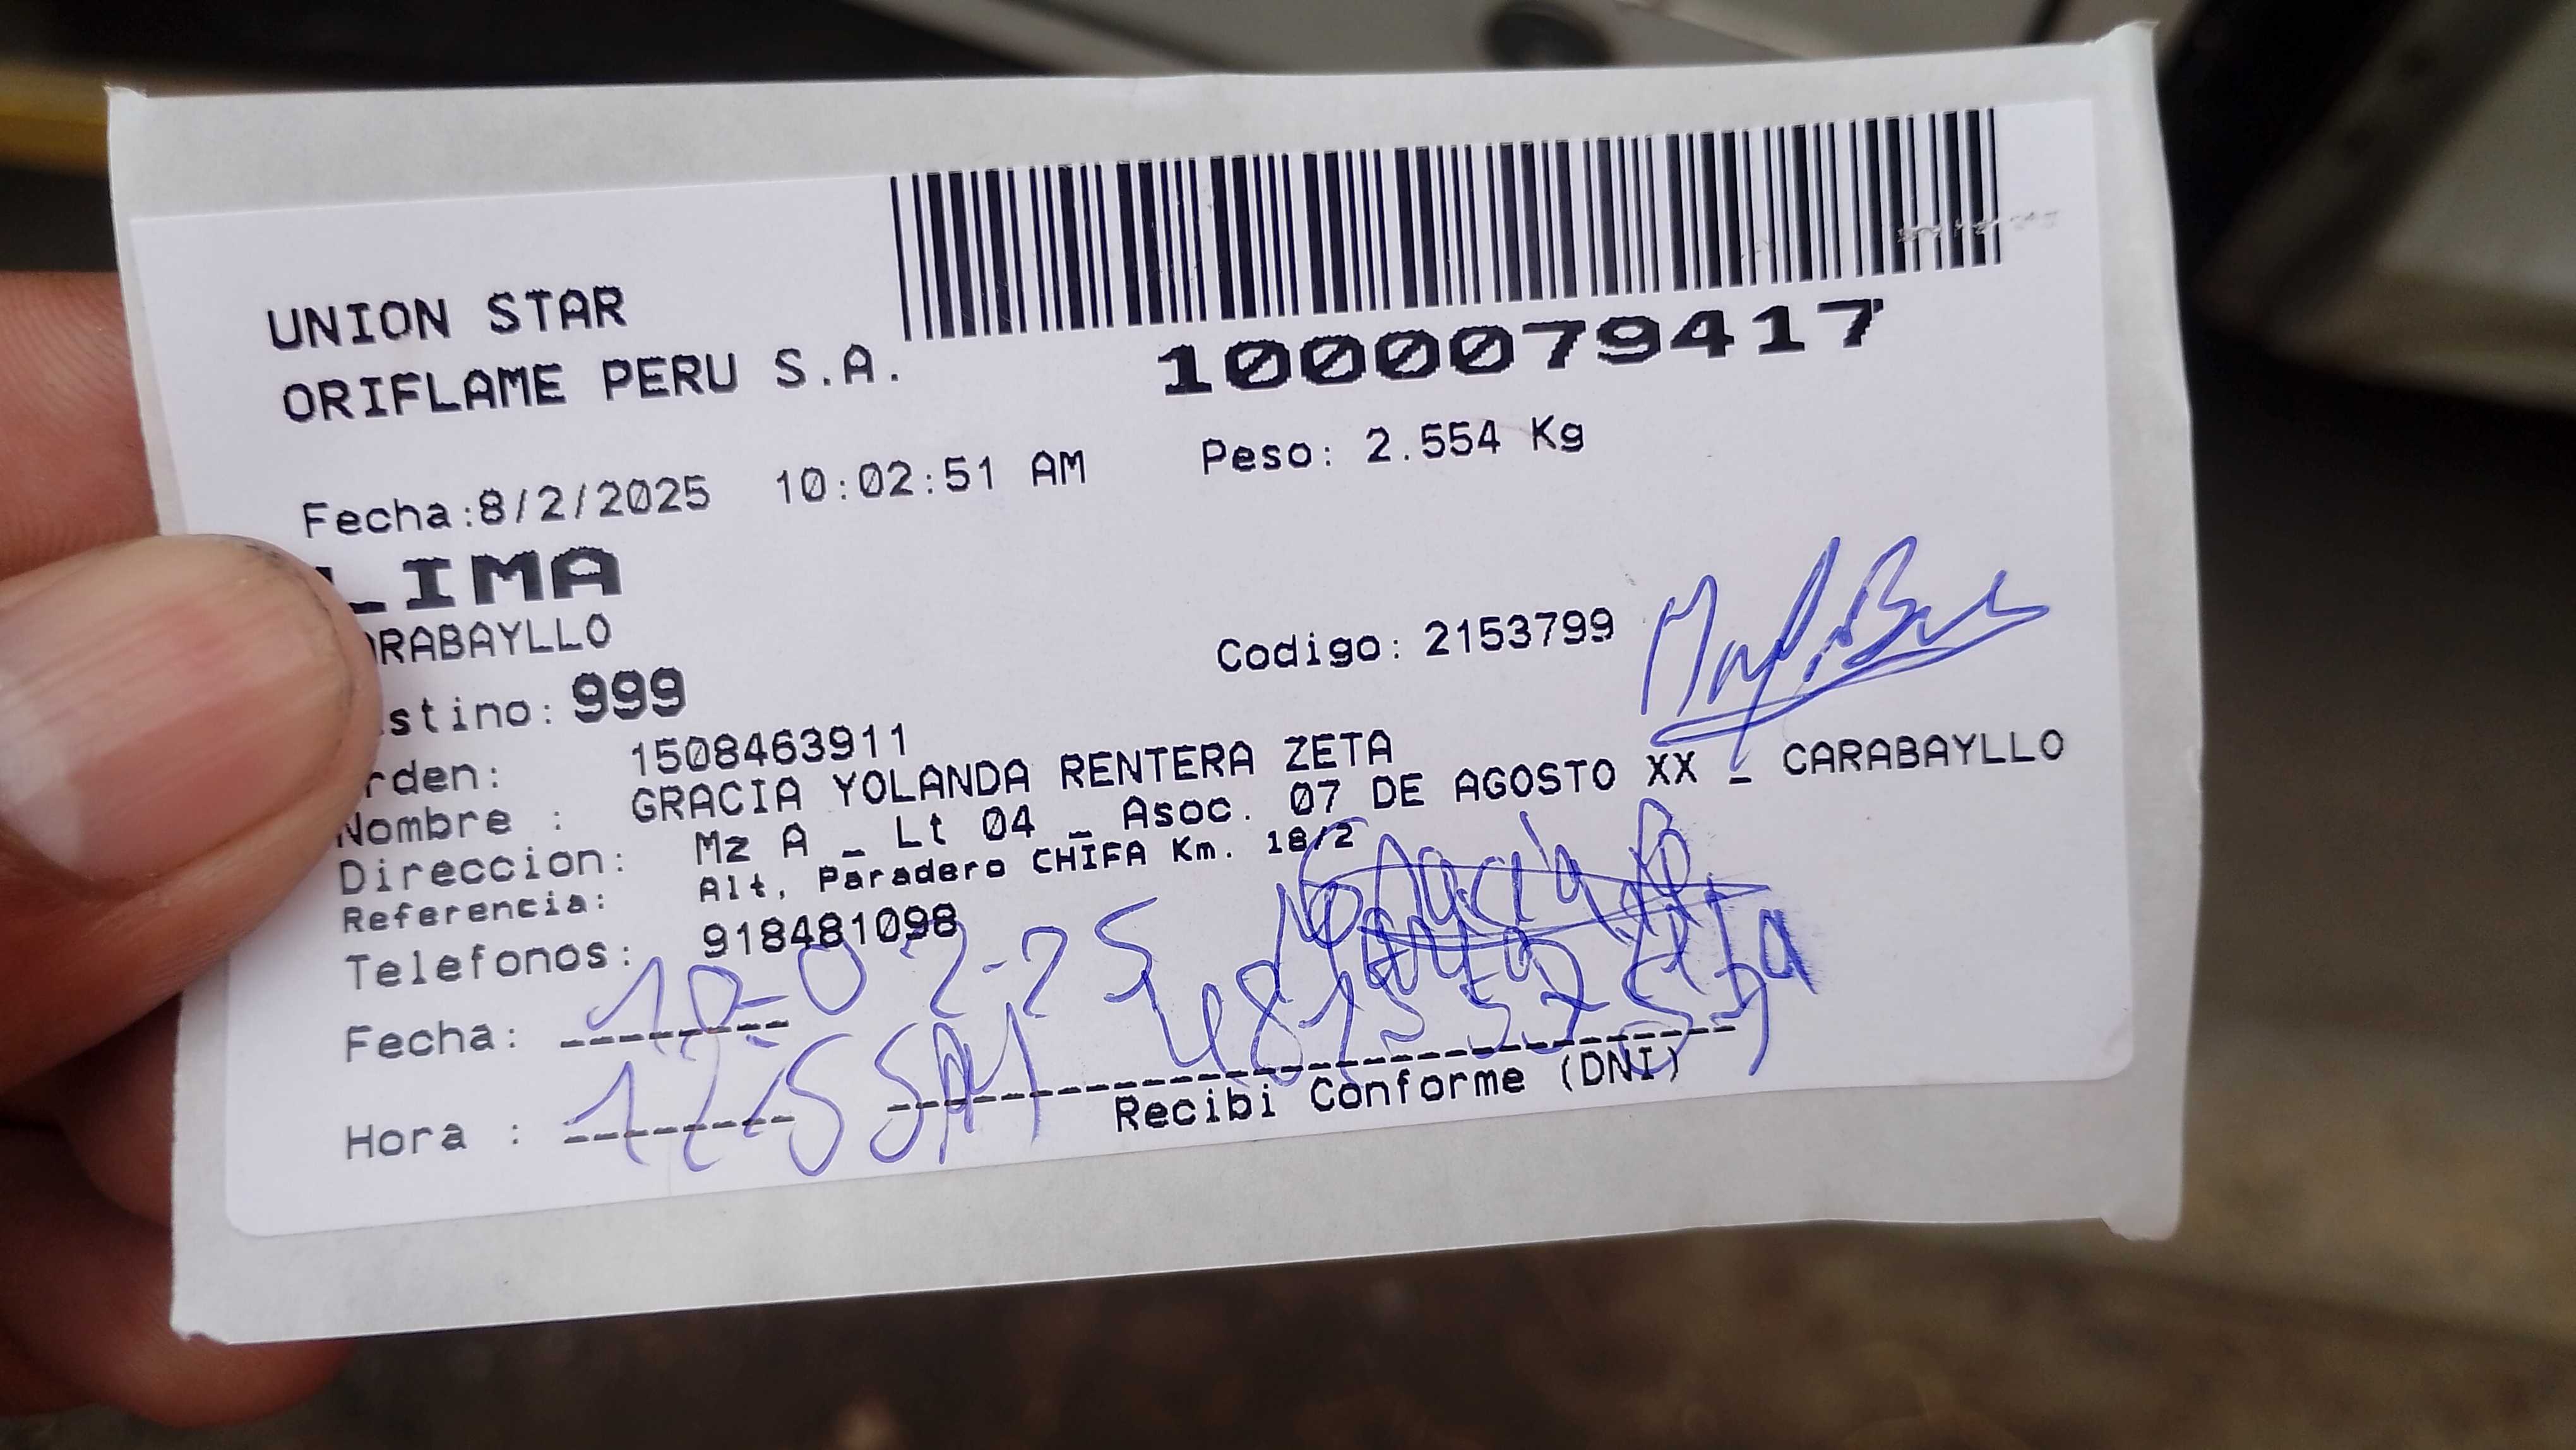 UNION STAR
ORIFLAME PERU S.A.
1000079417
Fecha:8/2/2025 10:02:51 AM Peso: 2.554 Kg
LIMA
ARABAYLLO
Codigo: 2153799
stino: 999
rden: 1508463911
Nombre : GRACIA YOLANDA RENTERA ZETA
Direccion: Mz A _ Lt 04 _ Asoc. 07 DE AGOSTO XX _ CARABAYLLO
Referencia: Alt, Paradero CHIFA Km. 18/2
Telefonos: 918481098
Fecha: 10-02-25
Hora :
Recibi Conforme (DNI)